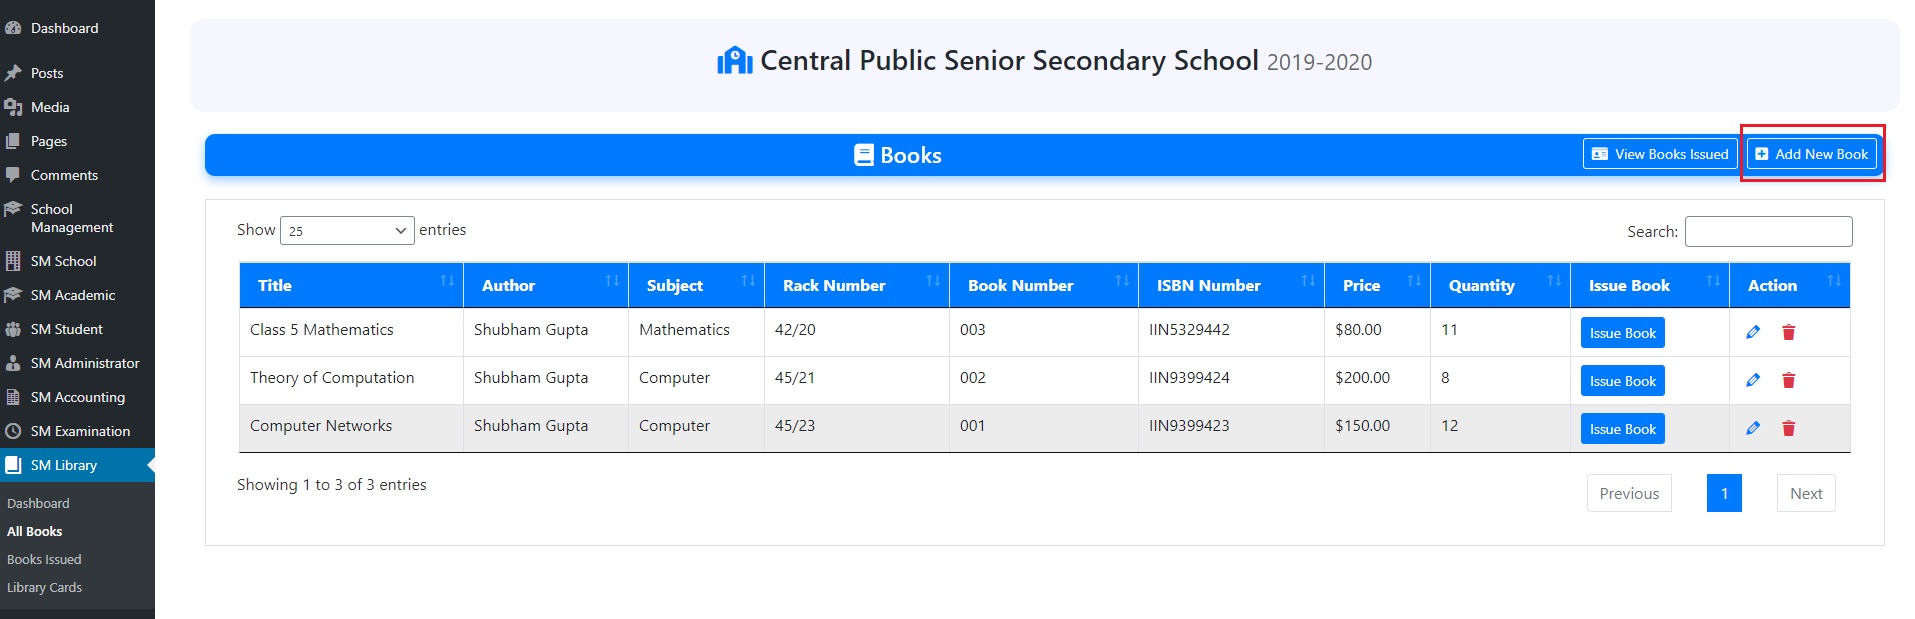 Dashboard
Posts
Media
Pages
Comments
School
Management
SM School
SM Academic
SM Student
SM Administrator
SM Accounting
SM Examination
SM Library
Dashboard
All Books
Books Issued
Library Cards
Central Public Senior Secondary School 2019-2020
Books
View Books Issued
Add New Book
Show 25 entries
Search:
Title Author Subject Rack Number Book Number ISBN Number Price Quantity Issue Book Action
Class 5 Mathematics Shubham Gupta Mathematics 42/20 003 IIN5329442 $80.00 11 Issue Book
Theory of Computation Shubham Gupta Computer 45/21 002 IIN9399424 $200.00 8 Issue Book
Computer Networks Shubham Gupta Computer 45/23 001 IIN9399423 $150.00 12 Issue Book
Showing 1 to 3 of 3 entries
Previous 1 Next